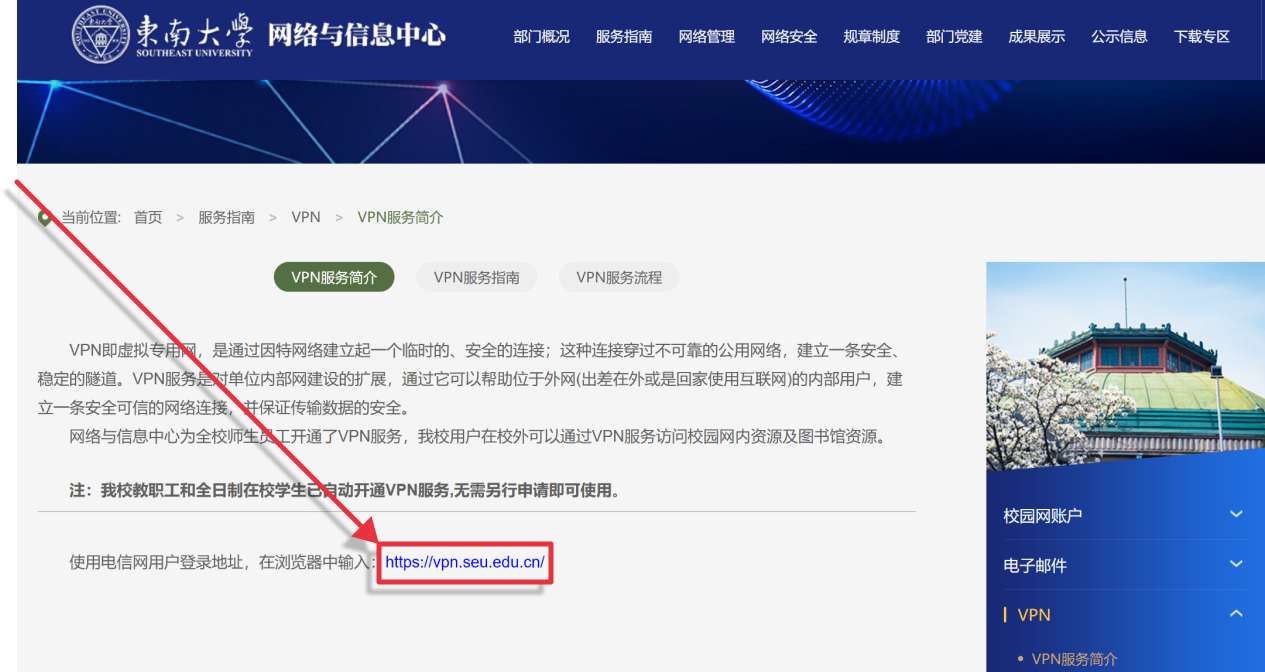 東南大學 网络与信息中心
SOUTHEAST UNIVERSITY
部门概况 服务指南 网络管理 网络安全 规章制度 部门党建 成果展示 公示信息 下载专区
当前位置: 首页 > 服务指南 > VPN > VPN服务简介
VPN服务简介 VPN服务指南 VPN服务流程
VPN即虚拟专用网，是通过因特网络建立起一个临时的、安全的连接；这种连接穿过不可靠的公用网络，建立一条安全、
稳定的隧道。VPN服务是对单位内部网建设的扩展，通过它可以帮助位于外网(出差在外或是回家使用互联网)的内部用户，建
立一条安全可信的网络连接，并保证传输数据的安全。
网络与信息中心为全校师生员工开通了VPN服务，我校用户在校外可以通过VPN服务访问校园网内资源及图书馆资源。
注：我校教职工和全日制在校学生已自动开通VPN服务,无需另行申请即可使用。
使用电信网用户登录地址，在浏览器中输入：https://vpn.seu.edu.cn/
校园网账户
电子邮件
VPN
• VPN服务简介